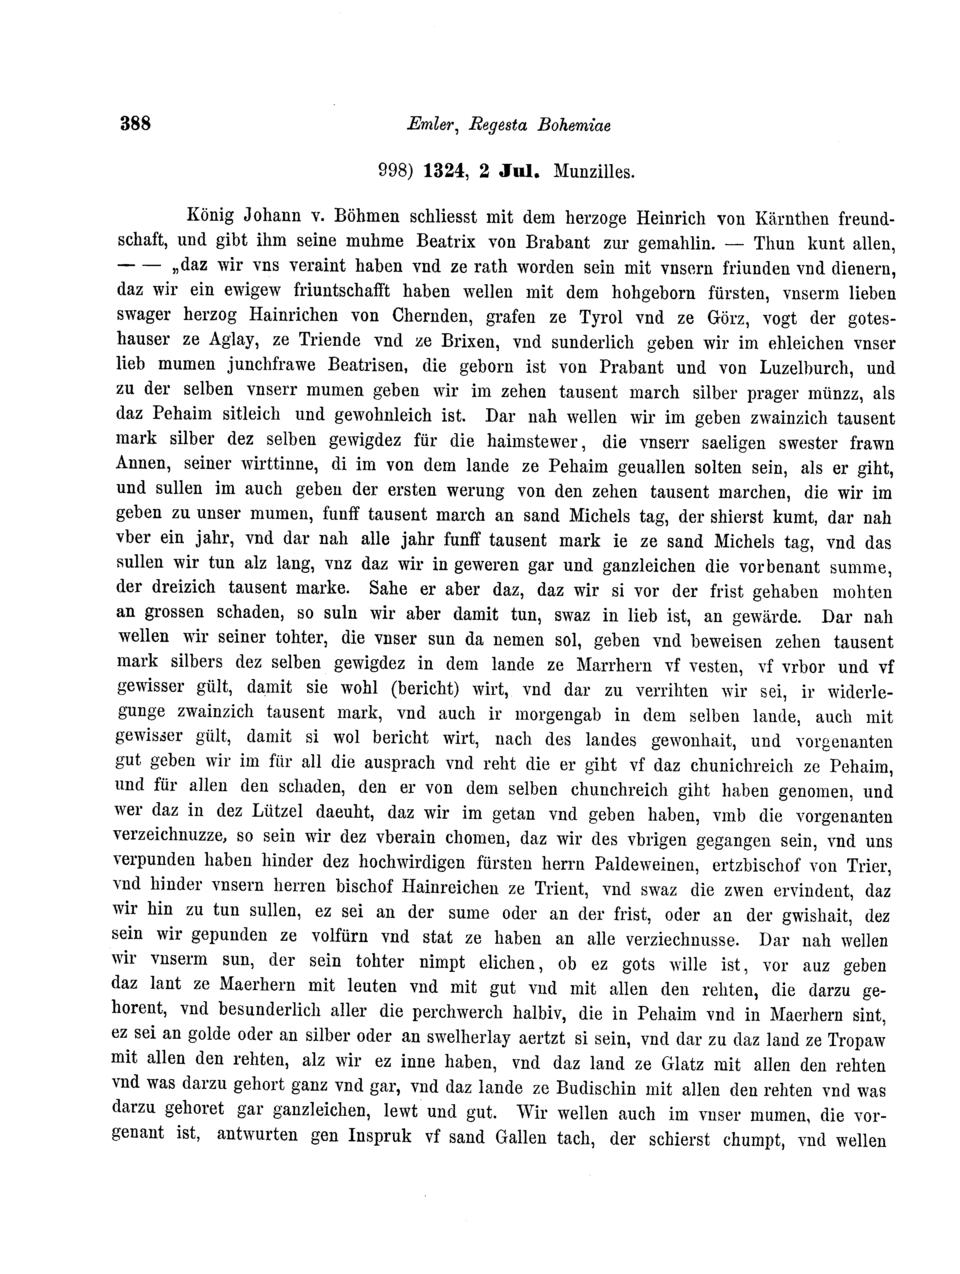 388 Emler, Regesta Bohemiae
998) 1324, 2 Jul. Munzilles.
König Johann v. Böhmen schliesst mit dem herzoge Heinrich von Kärnthen freund-
schaft, und gibt ihm seine muhme Beatrix von Brabant zur gemahlin. — Thun kunt allen,
— — „daz wir vns veraint haben vnd ze rath worden sein mit vnsern friunden vnd dienern,
daz wir ein ewigew friuntschafft haben wellen mit dem hohgeborn fürsten, vnserm lieben
swager herzog Hainrichen von Chernden, grafen ze Tyrol vnd ze Görz, vogt der gotes-
hauser ze Aglay, ze Triende vnd ze Brixen, vnd sunderlich geben wir im ehleichen vnser
lieb mumen junchfrawe Beatrisen, die geborn ist von Prabant und von Luzelburch, und
zu der selben vnserr mumen geben wir im zehen tausent march silber prager münzz, als
daz Pehaim sitleich und gewohnleich ist. Dar nah wellen wir im geben zwainzich tausent
mark silber dez selben gewigdez für die haimstewer, die vnserr saeligen swester frawn
Annen, seiner wirttinne, di im von dem lande ze Pehaim geuallen solten sein, als er giht,
und sullen im auch geben der ersten werung von den zehen tausent marchen, die wir im
geben zu unser mumen, funff tausent march an sand Michels tag, der shierst kumt, dar nah
vber ein jahr, vnd dar nah alle jahr funff tausent mark ie ze sand Michels tag, vnd das
sullen wir tun alz lang, vnz daz wir in geweren gar und ganzleichen die vorbenant summe,
der dreizich tausent marke. Sahe er aber daz, daz wir si vor der frist gehaben mohten
an grossen schaden, so suln wir aber damit tun, swaz in lieb ist, an gewärde. Dar nah
wellen wir seiner tohter, die vnser sun da nemen sol, geben vnd beweisen zehen tausent
mark silbers dez selben gewigdez in dem lande ze Marrhern vf vesten, vf vrbor und vf
gewisser gült, damit sie wohl (bericht) wirt, vnd dar zu verrihten wir sei, ir widerle-
gunge zwainzich tausent mark, vnd auch ir morgengab in dem selben lande, auch mit
gewisser gült, damit si wol bericht wirt, nach des landes gewonhait, und vorgenanten
gut geben wir im für all die ausprach vnd reht die er giht vf daz chunichreich ze Pehaim,
und für allen den schaden, den er von dem selben chunchreich giht haben genomen, und
wer daz in dez Lützel daeuht, daz wir im getan vnd geben haben, vmb die vorgenanten
verzeichnuzze, so sein wir dez vberain chomen, daz wir des vbrigen gegangen sein, vnd uns
verpunden haben hinder dez hochwirdigen fürsten herrn Paldeweinen, ertzbischof von Trier,
vnd hinder vnsern herren bischof Hainreichen ze Trient, vnd swaz die zwen ervindent, daz
wir hin zu tun sullen, ez sei an der sume oder an der frist, oder an der gwishait, dez
sein wir gepunden ze volfürn vnd stat ze haben an alle verziechnusse. Dar nah wellen
wir vnserm sun, der sein tohter nimpt elichen, ob ez gots wille ist, vor auz geben
daz lant ze Maerhern mit leuten vnd mit gut vnd mit allen den rehten, die darzu ge-
horent, vnd besunderlich aller die perchwerch halbiv, die in Pehaim vnd in Maerhern sint,
ez sei an golde oder an silber oder an swelherlay aertzt si sein, vnd dar zu daz land ze Tropaw
mit allen den rehten, alz wir ez inne haben, vnd daz land ze Glatz mit allen den rehten
vnd was darzu gehort ganz vnd gar, vnd daz lande ze Budischin mit allen den rehten vnd was
darzu gehoret gar ganzleichen, lewt und gut. Wir wellen auch im vnser mumen, die vor-
genant ist, antwurten gen Inspruk vf sand Gallen tach, der schierst chumpt, vnd wellen